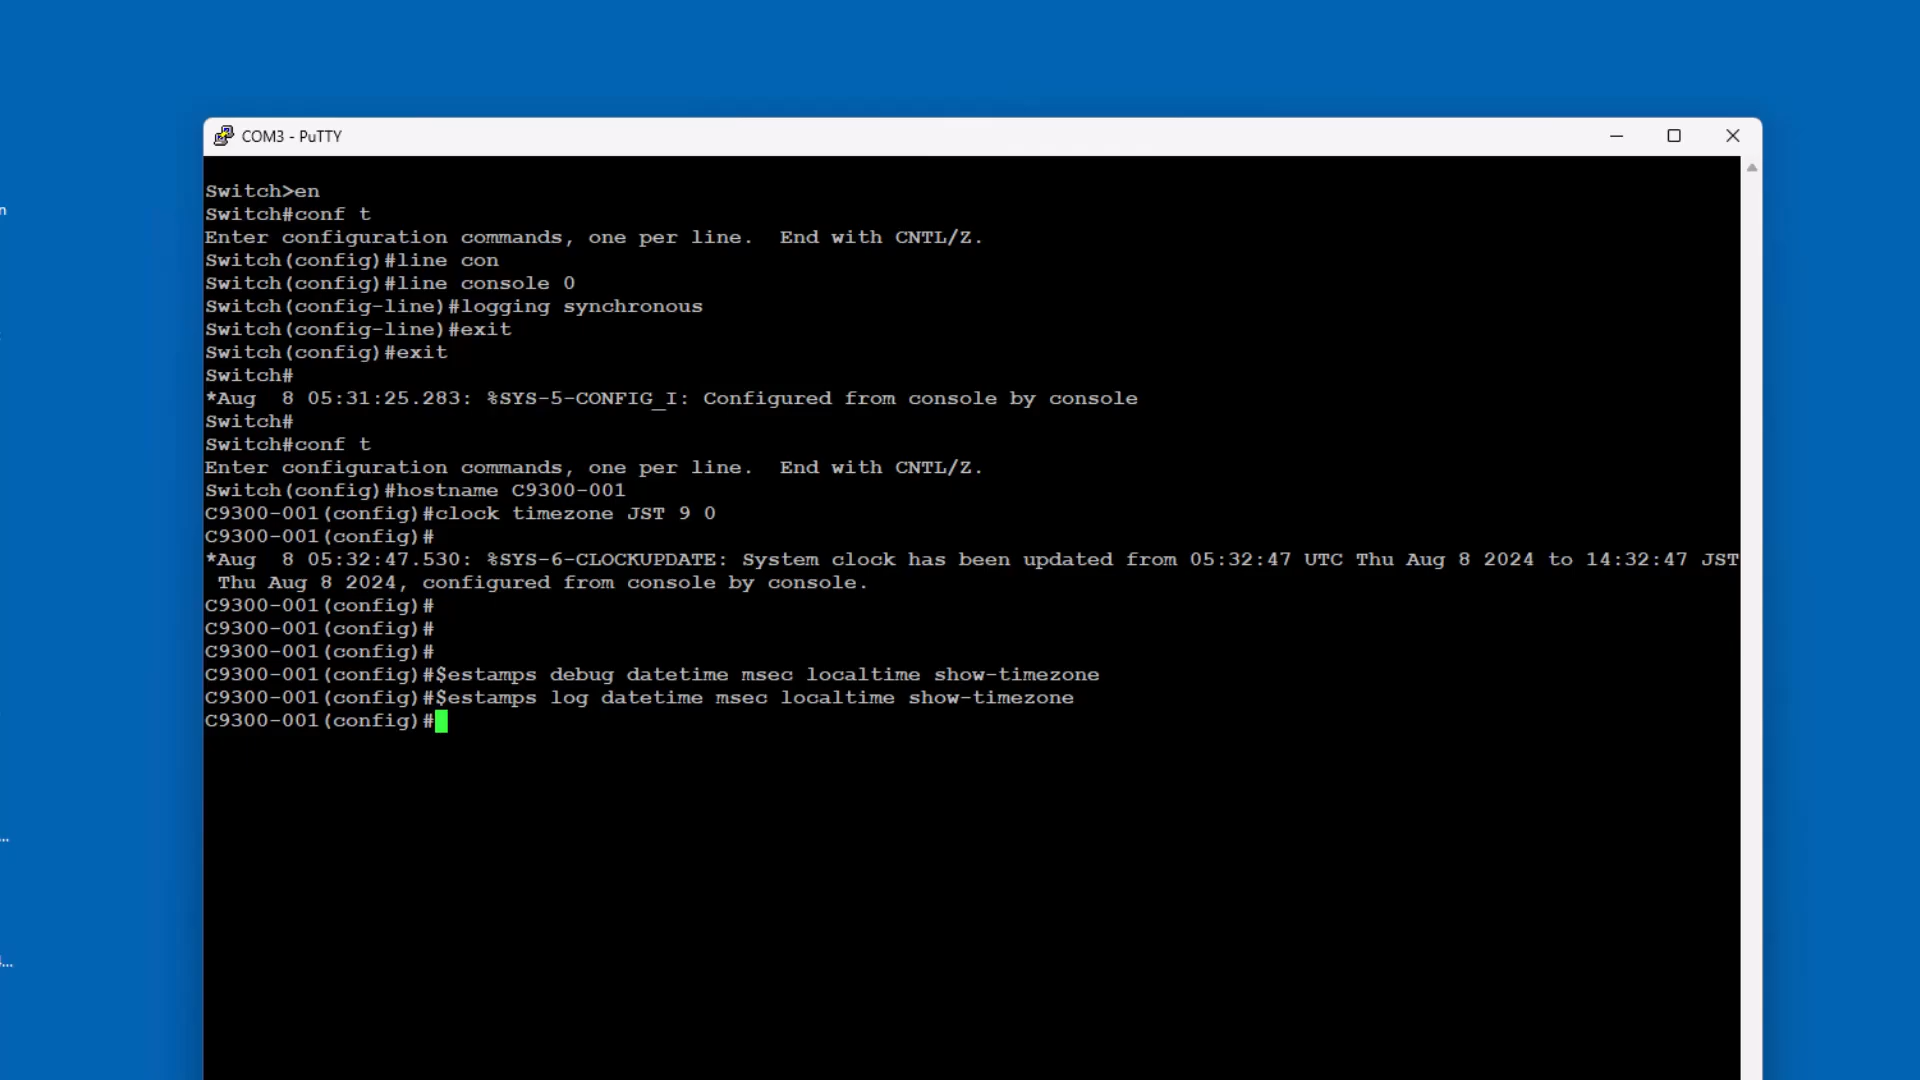 COM3 - PuTTY
Switch>en
Switch#conf t
Enter configuration commands, one per line.  End with CNTL/Z.
Switch(config)#line con
Switch(config)#line console 0
Switch(config-line)#logging synchronous
Switch(config-line)#exit
Switch(config)#exit
Switch#
*Aug  8 05:31:25.283: %SYS-5-CONFIG_I: Configured from console by console
Switch#
Switch#conf t
Enter configuration commands, one per line.  End with CNTL/Z.
Switch(config)#hostname C9300-001
C9300-001(config)#clock timezone JST 9 0
C9300-001(config)#
*Aug  8 05:32:47.530: %SYS-6-CLOCKUPDATE: System clock has been updated from 05:32:47 UTC Thu Aug 8 2024 to 14:32:47 JST
 Thu Aug 8 2024, configured from console by console.
C9300-001(config)#
C9300-001(config)#
C9300-001(config)#
C9300-001(config)#$estamps debug datetime msec localtime show-timezone
C9300-001(config)#$estamps log datetime msec localtime show-timezone
C9300-001(config)#